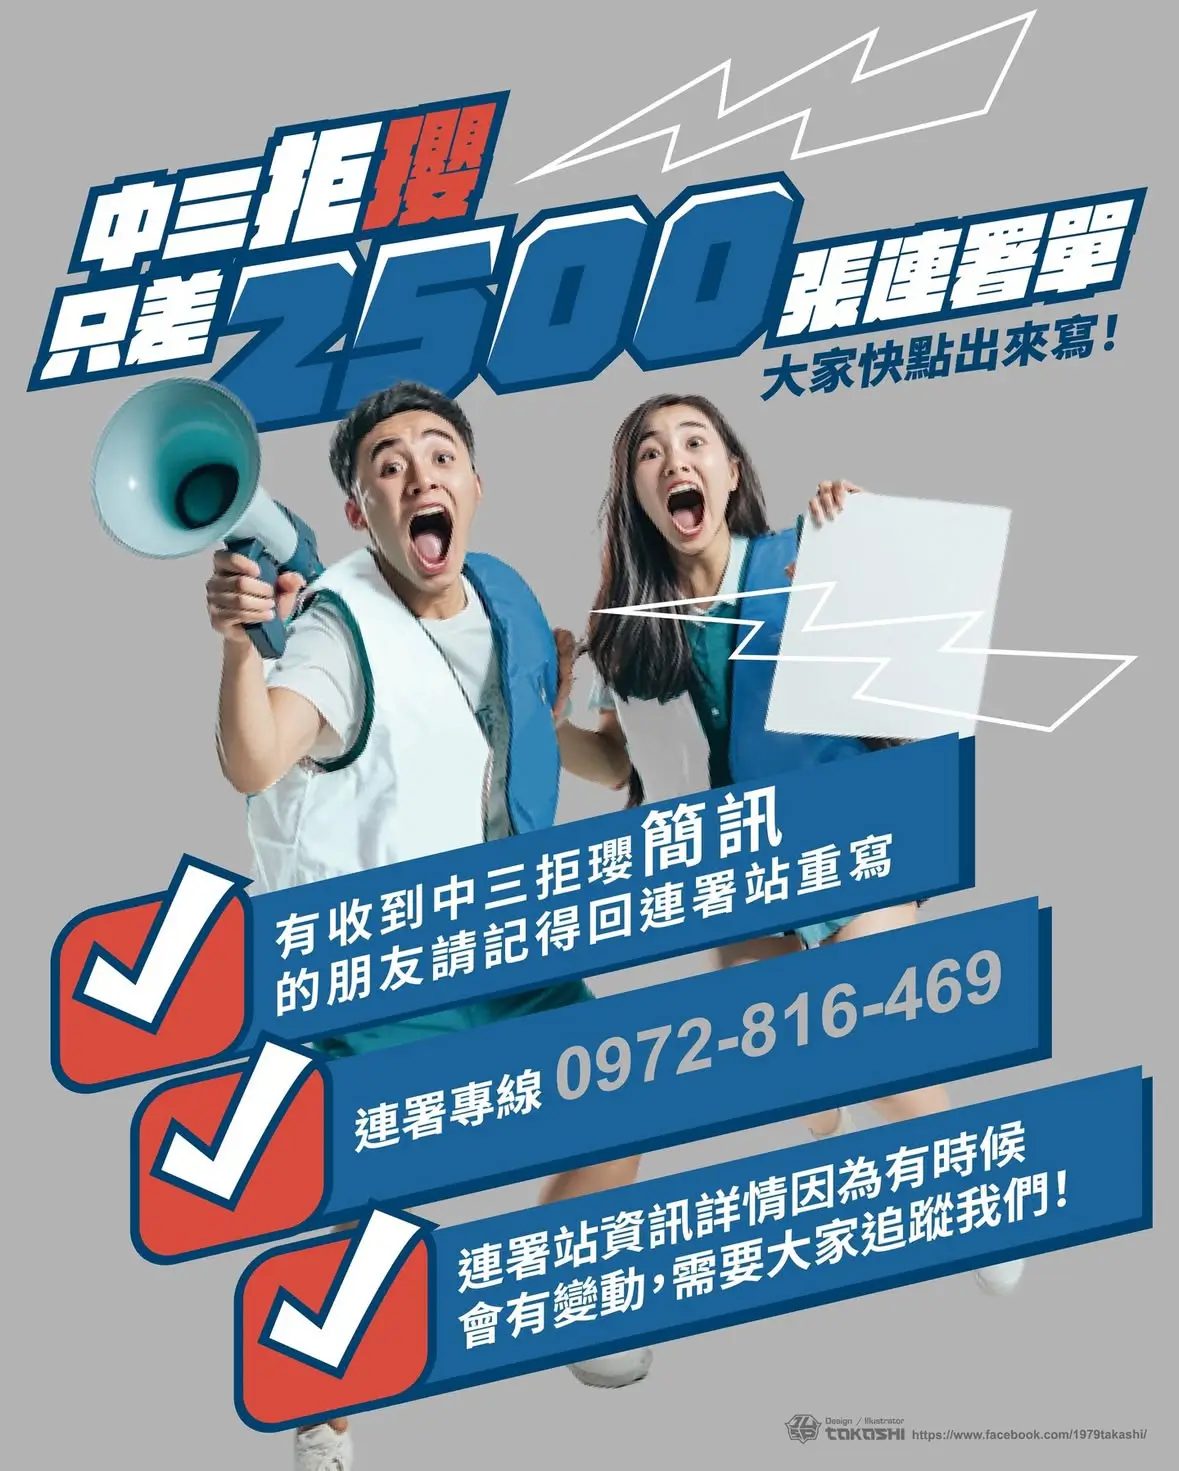 中三拒瓔
只差2500張連署單
大家快點出來寫！
有收到中三拒瓔簡訊
的朋友請記得回連署站重寫
連署專線 0972-816-469
連署站資訊詳情因為有時候
會有變動，需要大家追蹤我們！
Design / Illustrator
TAKASHI https://www.facebook.com/1979takashi/